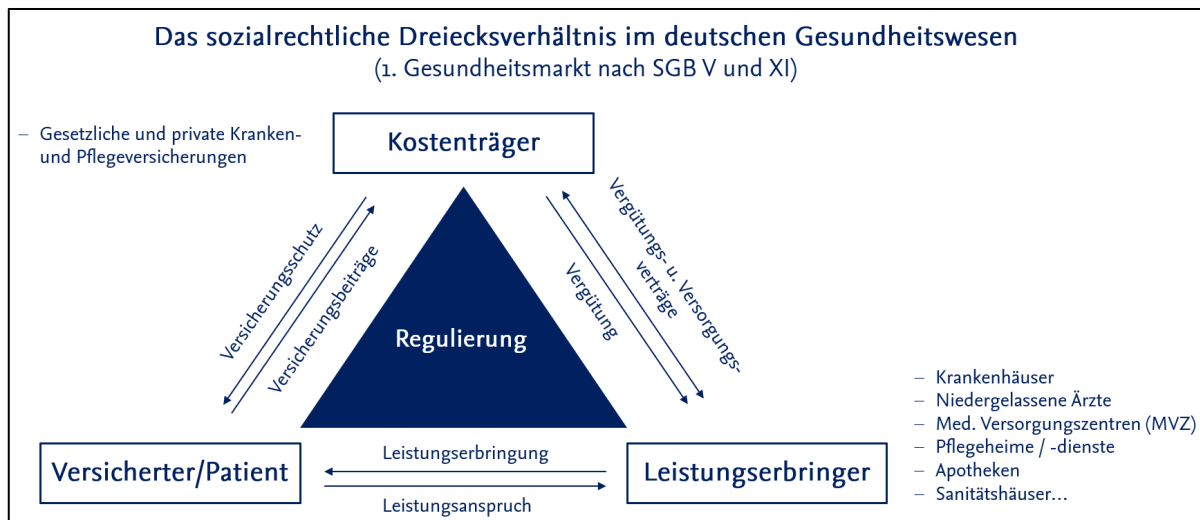 Das sozialrechtliche Dreiecksverhältnis im deutschen Gesundheitswesen
(1. Gesundheitsmarkt nach SGB V und XI)
– Gesetzliche und private Kranken-
und Pflegeversicherungen
Kostenträger
Versicherungsschutz
Versicherungsbeiträge
Regulierung
Vergütung
Vergütungs- u. Versorgungs-
verträge
Versicherter/Patient
Leistungserbringung
Leistungsanspruch
Leistungserbringer
– Krankenhäuser
– Niedergelassene Ärzte
– Med. Versorgungszentren (MVZ)
– Pflegeheime / -dienste
– Apotheken
– Sanitätshäuser...